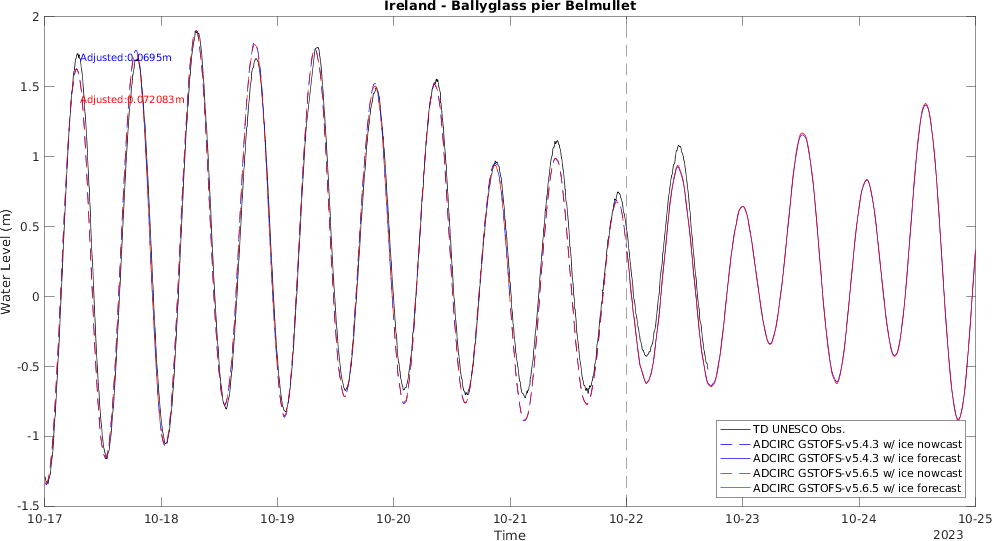 Ireland - Ballyglass pier Belmullet
2
1.5
1
0.5
0
-0.5
-1
-1.5
Water Level (m)
Adjusted:0.0695m
Adjusted:0.072083m
TD UNESCO Obs.
ADCIRC GSTOFS-v5.4.3 w/ ice nowcast
ADCIRC GSTOFS-v5.4.3 w/ ice forecast
ADCIRC GSTOFS-v5.6.5 w/ ice nowcast
ADCIRC GSTOFS-v5.6.5 w/ ice forecast
10-17 10-18 10-19 10-20 10-21 10-22 10-23 10-24 10-25
Time
2023